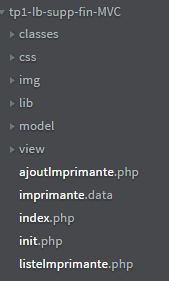 tp1-lb-supp-fin-MVC
classes
css
img
lib
model
view
ajoutImprimante.php
imprimante.data
index.php
init.php
listeImprimante.php